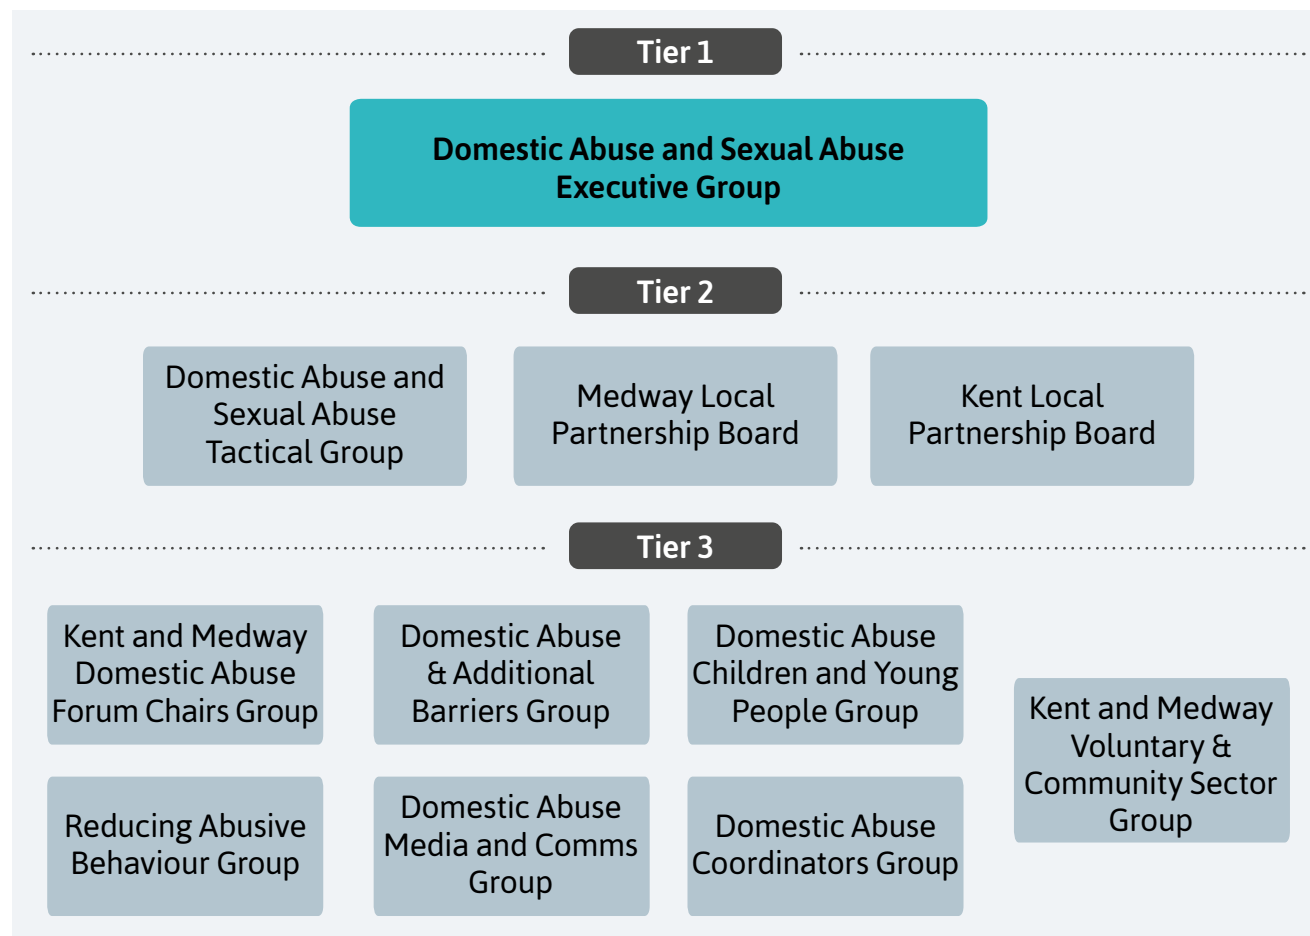 Tier 1
Domestic Abuse and Sexual Abuse
Executive Group
Tier 2
Domestic Abuse and
Sexual Abuse
Tactical Group
Medway Local
Partnership Board
Kent Local
Partnership Board
Tier 3
Kent and Medway
Domestic Abuse
Forum Chairs Group
Domestic Abuse
& Additional
Barriers Group
Domestic Abuse
Children and Young
People Group
Kent and Medway
Voluntary &
Community Sector
Group
Reducing Abusive
Behaviour Group
Domestic Abuse
Media and Comms
Group
Domestic Abuse
Coordinators Group